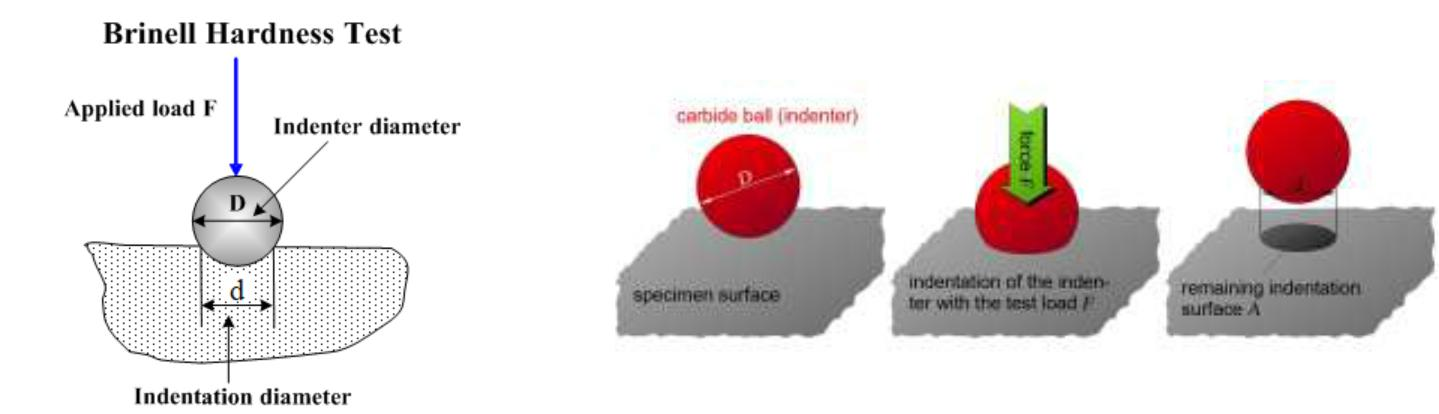 Brinell Hardness Test
Applied load F
Indenter diameter
D
d
Indentation diameter
carbide ball (indenter)
D
specimen surface
force F
indentation of the inden-
ter with the test load F
d
remaining indentation
surface A